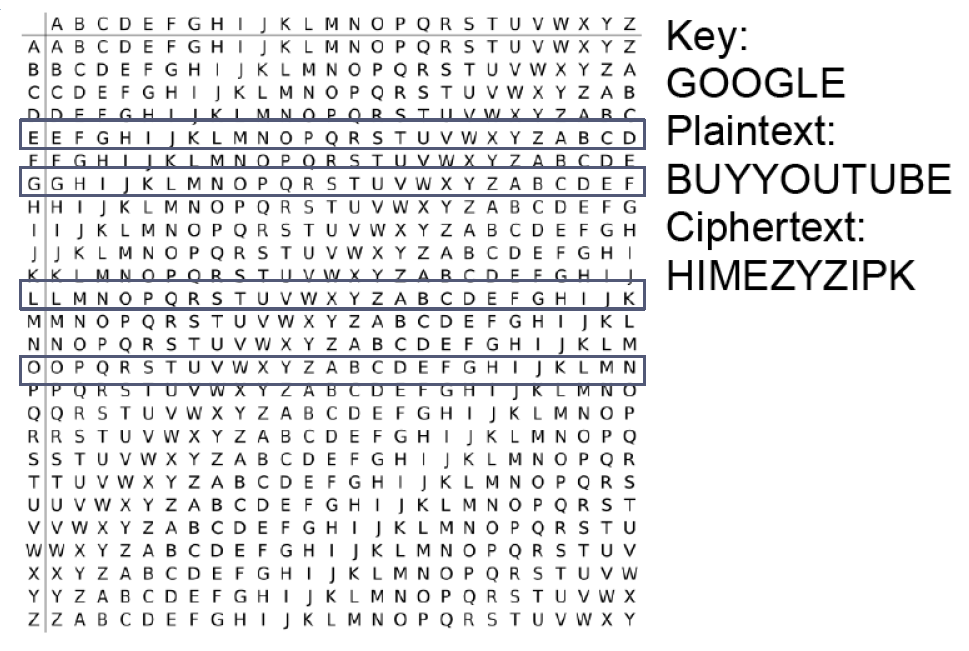 A B C D E F G H I J K L M N O P Q R S T U V W X Y Z
A A B C D E F G H I J K L M N O P Q R S T U V W X Y Z
B B C D E F G H I J K L M N O P Q R S T U V W X Y Z A
C C D E F G H I J K L M N O P Q R S T U V W X Y Z A B
D D E F G H I J K L M N O P Q R S T U V W X Y Z A B C
E E F G H I J K L M N O P Q R S T U V W X Y Z A B C D
F F G H I J K L M N O P Q R S T U V W X Y Z A B C D E
G G H I J K L M N O P Q R S T U V W X Y Z A B C D E F
H H I J K L M N O P Q R S T U V W X Y Z A B C D E F G
I I J K L M N O P Q R S T U V W X Y Z A B C D E F G H
J J K L M N O P Q R S T U V W X Y Z A B C D E F G H I
K K L M N O P Q R S T U V W X Y Z A B C D E F G H I J
L L M N O P Q R S T U V W X Y Z A B C D E F G H I J K
M M N O P Q R S T U V W X Y Z A B C D E F G H I J K L
N N O P Q R S T U V W X Y Z A B C D E F G H I J K L M
O O P Q R S T U V W X Y Z A B C D E F G H I J K L M N
P P Q R S T U V W X Y Z A B C D E F G H I J K L M N O
Q Q R S T U V W X Y Z A B C D E F G H I J K L M N O P
R R S T U V W X Y Z A B C D E F G H I J K L M N O P Q
S S T U V W X Y Z A B C D E F G H I J K L M N O P Q R
T T U V W X Y Z A B C D E F G H I J K L M N O P Q R S
U U V W X Y Z A B C D E F G H I J K L M N O P Q R S T
V V W X Y Z A B C D E F G H I J K L M N O P Q R S T U
W W X Y Z A B C D E F G H I J K L M N O P Q R S T U V
X X Y Z A B C D E F G H I J K L M N O P Q R S T U V W
Y Y Z A B C D E F G H I J K L M N O P Q R S T U V W X
Z Z A B C D E F G H I J K L M N O P Q R S T U V W X Y
Key:
GOOGLE
Plaintext:
BUYYOUTUBE
Ciphertext:
HIMEZYZIPK